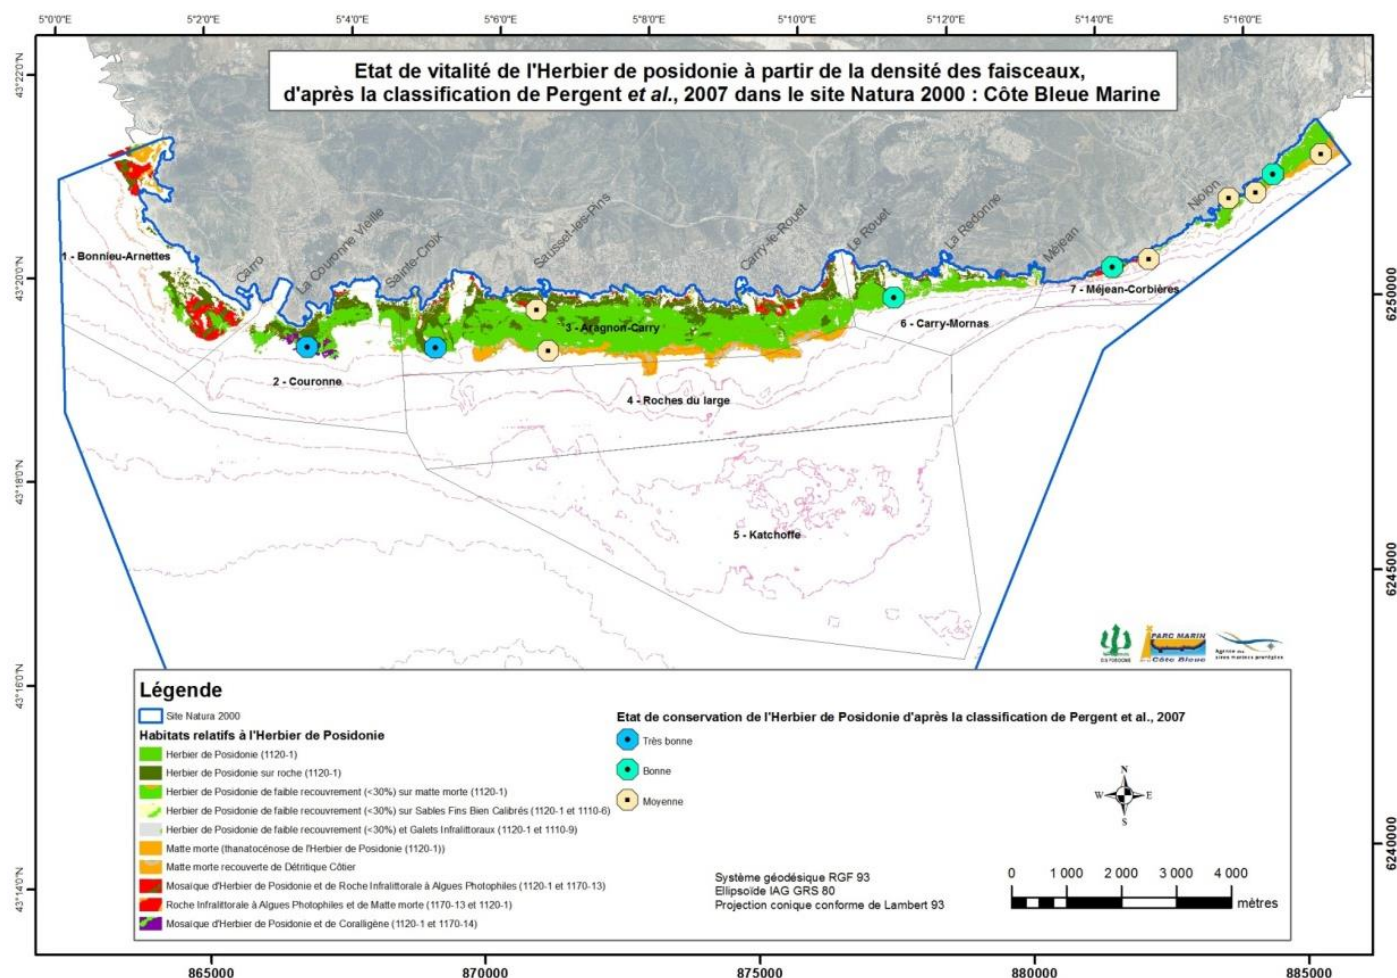 5°0'0"E 5°2'0"E 5°4'0"E 5°6'0"E 5°8'0"E 5°10'0"E 5°12'0"E 5°14'0"E 5°16'0"E
43°22'0"N
43°20'0"N
43°18'0"N
43°16'0"N
43°14'0"N
Etat de vitalité de l'Herbier de posidonie à partir de la densité des faisceaux,
d'après la classification de Pergent et al., 2007 dans le site Natura 2000 : Côte Bleue Marine
Carro
La Couronne Vieille
Sainte-Croix
Sausset-les-Pins
Carry-le-Rouet
Le Rouet
La Redonne
Méjean
Niolon
1 - Bonnieu-Arnettes
2 - Couronne
3 - Aragnon-Carry
4 - Roches du large
5 - Katchoffe
6 - Carry-Mornas
7 - Méjean-Corbières
6250000
6245000
6240000
PARC MARIN
Côte Bleue
Légende
Site Natura 2000
Habitats relatifs à l'Herbier de Posidonie
Herbier de Posidonie (1120-1)
Herbier de Posidonie sur roche (1120-1)
Herbier de Posidonie de faible recouvrement (<30%) sur matte morte (1120-1)
Herbier de Posidonie de faible recouvrement (<30%) sur Sables Fins Bien Calibrés (1120-1 et 1110-6)
Herbier de Posidonie de faible recouvrement (<30%) et Galets Infralittoraux (1120-1 et 1110-9)
Matte morte (thanatocénose de l'Herbier de Posidonie (1120-1))
Matte morte recouverte de Détritique Côtier
Mosaïque d'Herbier de Posidonie et de Roche Infralittorale à Algues Photophiles (1120-1 et 1170-13)
Roche Infralittorale à Algues Photophiles et de Matte morte (1170-13 et 1120-1)
Mosaïque d'Herbier de Posidonie et de Coralligène (1120-1 et 1170-14)
Etat de conservation de l'Herbier de Posidonie d'après la classification de Pergent et al., 2007
Très bonne
Bonne
Moyenne
N
W E
S
Système géodésique RGF 93
Ellipsoïde IAG GRS 80
Projection conique conforme de Lambert 93
0 1 000 2 000 3 000 4 000
mètres
865000 870000 875000 880000 885000